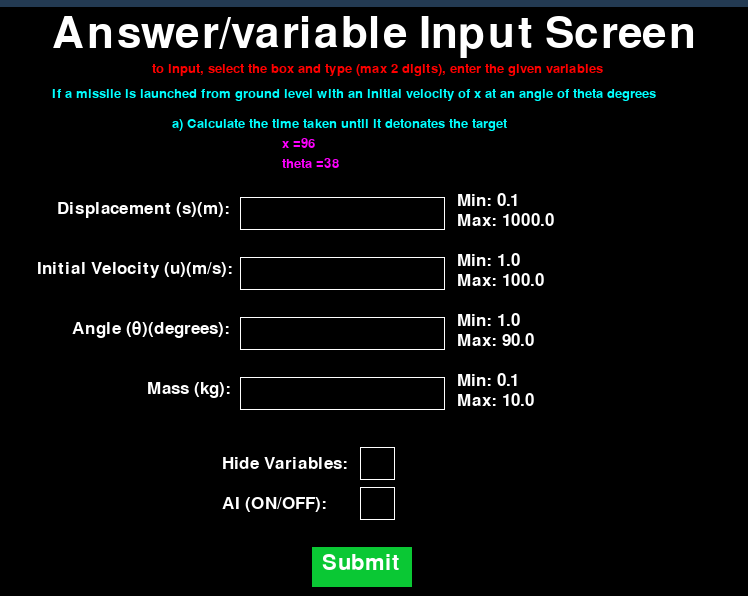 Answer/variable Input Screen
to input, select the box and type (max 2 digits), enter the given variables
If a missile is launched from ground level with an initial velocity of x at an angle of theta degrees
a) Calculate the time taken until it detonates the target
x =96
theta =38
Displacement (s)(m):
Min: 0.1
Max: 1000.0
Initial Velocity (u)(m/s):
Min: 1.0
Max: 100.0
Angle (θ)(degrees):
Min: 1.0
Max: 90.0
Mass (kg):
Min: 0.1
Max: 10.0
Hide Variables:
AI (ON/OFF):
Submit